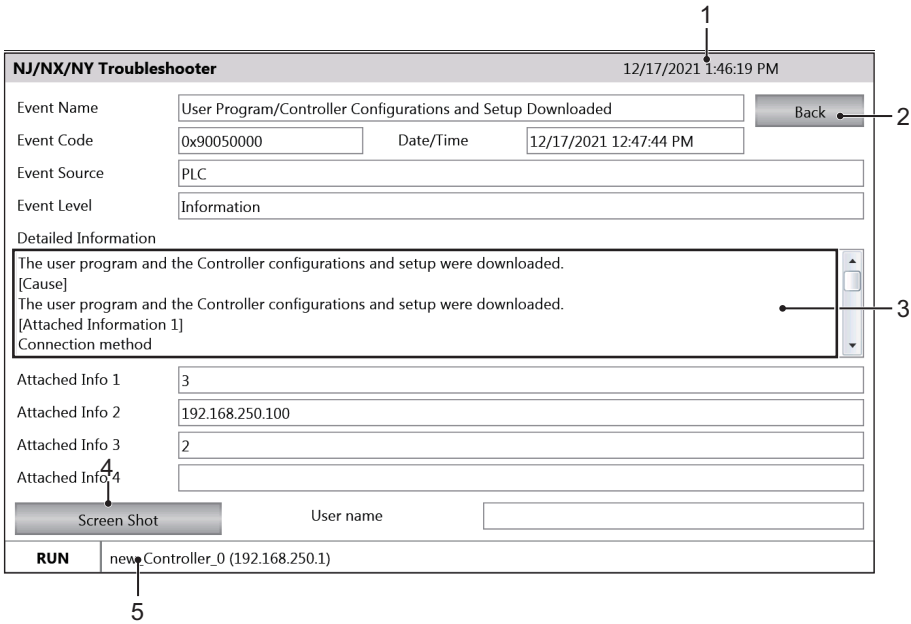 1
NJ/NX/NY Troubleshooter 12/17/2021 1:46:19 PM
Event Name User Program/Controller Configurations and Setup Downloaded Back 2
Event Code 0x90050000 Date/Time 12/17/2021 12:47:44 PM
Event Source PLC
Event Level Information
Detailed Information
The user program and the Controller configurations and setup were downloaded.
[Cause]
The user program and the Controller configurations and setup were downloaded. 3
[Attached Information 1]
Connection method
Attached Info 1 3
Attached Info 2 192.168.250.100
Attached Info 3 2
Attached Info 4
4
Screen Shot User name
RUN new_Controller_0 (192.168.250.1)
5